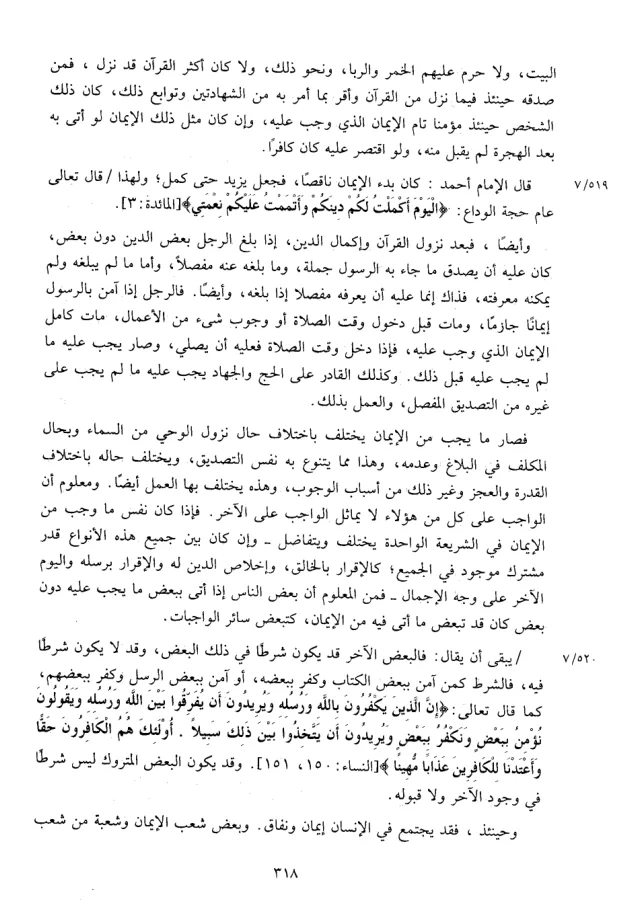 البيت، ولا حرم عليهم الخمر والربا، ونحو ذلك، ولا كان أكثر القرآن قد نزل ، فمن
صدقه حينئذ فيما نزل من القرآن وأقر بما أمر به من الشهادتين وتوابع ذلك، كان ذلك
الشخص حينئذ مؤمنا تام الإيمان الذي وجب عليه، وإن كان مثل ذلك الإيمان لو أتى به
بعد الهجرة لم يقبل منه، ولو اقتصر عليه كان كافرًا.
٧/٥١٩ قال الإمام أحمد : كان بدء الإيمان ناقصًا، فجعل يزيد حتى كمل؛ ولهذا / قال تعالى
عام حجة الوداع: ﴿الْيَوْمَ أَكْمَلْتُ لَكُمْ دِينَكُمْ وَأَتْمَمْتُ عَلَيْكُمْ نِعْمَتِي﴾[المائدة:٣].
وأيضًا ، فبعد نزول القرآن وإكمال الدين، إذا بلغ الرجل بعض الدين دون بعض،
كان عليه أن يصدق ما جاء به الرسول جملة، وما بلغه عنه مفصلاً، وأما ما لم يبلغه ولم
يمكنه معرفته، فذاك إنما عليه أن يعرفه مفصلا إذا بلغه، وأيضًا. فالرجل إذا آمن بالرسول
إيمانًا جازمًا، ومات قبل دخول وقت الصلاة أو وجوب شىء من الأعمال، مات كامل
الإيمان الذي وجب عليه، فإذا دخل وقت الصلاة فعليه أن يصلي، وصار يجب عليه ما
لم يجب عليه قبل ذلك. وكذلك القادر على الحج والجهاد يجب عليه ما لم يجب على
غيره من التصديق المفصل، والعمل بذلك.
فصار ما يجب من الإيمان يختلف باختلاف حال نزول الوحي من السماء وبحال
المكلف في البلاغ وعدمه، وهذا مما يتنوع به نفس التصديق، ويختلف حاله باختلاف
القدرة والعجز وغير ذلك من أسباب الوجوب، وهذه يختلف بها العمل أيضًا. ومعلوم أن
الواجب على كل من هؤلاء لا يماثل الواجب على الآخر. فإذا كان نفس ما وجب من
الإيمان في الشريعة الواحدة يختلف ويتفاضل ــ وإن كان بين جميع هذه الأنواع قدر
مشترك موجود في الجميع؛ كالإقرار بالخالق، وإخلاص الدين له والإقرار برسله واليوم
الآخر على وجه الإجمال ــ فمن المعلوم أن بعض الناس إذا أتى ببعض ما يجب عليه دون
بعض كان قد تبعض ما أتى فيه من الإيمان، كتبعض سائر الواجبات.
٧/٥٢٠ / يبقى أن يقال: فالبعض الآخر قد يكون شرطًا في ذلك البعض، وقد لا يكون شرطًا
فيه، فالشرط كمن آمن ببعض الكتاب وكفر ببعضه، أو آمن ببعض الرسل وكفر ببعضهم،
كما قال تعالى:﴿إِنَّ الَّذِينَ يَكْفُرُونَ بِاللَّهِ وَرُسُلِهِ وَيُرِيدُونَ أَن يُفَرِّقُوا بَيْنَ اللَّهِ وَرُسُلِهِ وَيَقُولُونَ
نُؤْمِنُ بِبَعْضٍ وَنَكْفُرُ بِبَعْضٍ وَيُرِيدُونَ أَن يَتَّخِذُوا بَيْنَ ذَلِكَ سَبِيلاً . أُولَئِكَ هُمُ الْكَافِرُونَ حَقًّا
وَأَعْتَدْنَا لِلْكَافِرِينَ عَذَابًا مُّهِينًا ﴾[النساء: ١٥٠، ١٥١]. وقد يكون البعض المتروك ليس شرطًا
في وجود الآخر ولا قبوله.
وحينئذ ، فقد يجتمع في الإنسان إيمان ونفاق. وبعض شعب الإيمان وشعبة من شعب
٣١٨